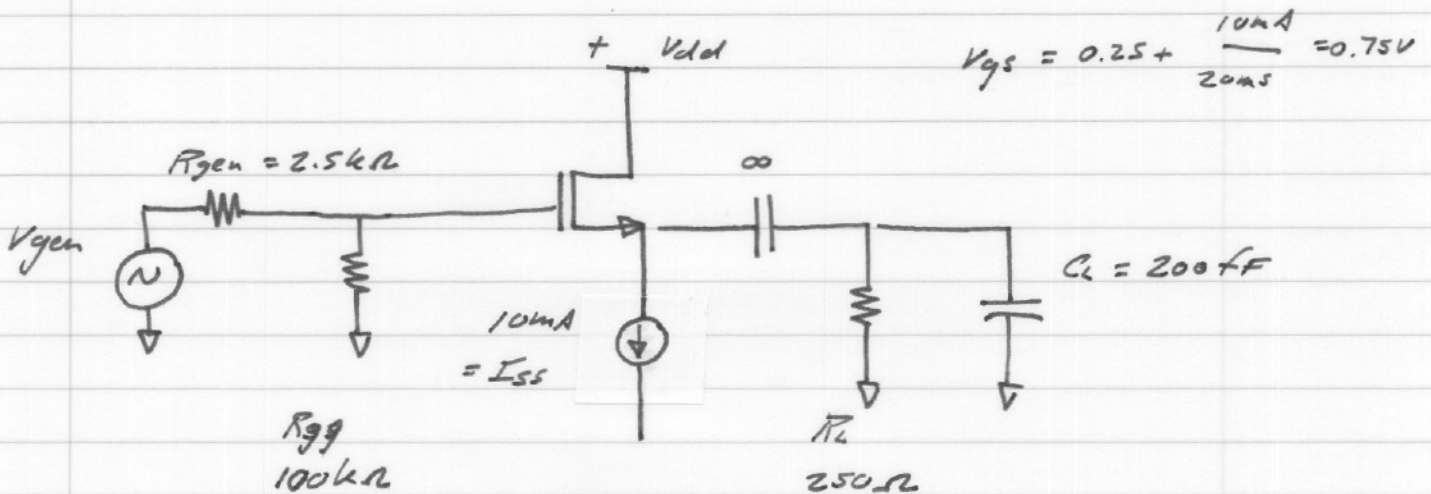 + Vdd
Vgs = 0.25 + 10mA / 20ms = 0.75V
Rgen = 2.5kΩ
∞
Vgen
CL = 200fF
10mA
= Iss
Rgg
100kΩ
RL
250Ω